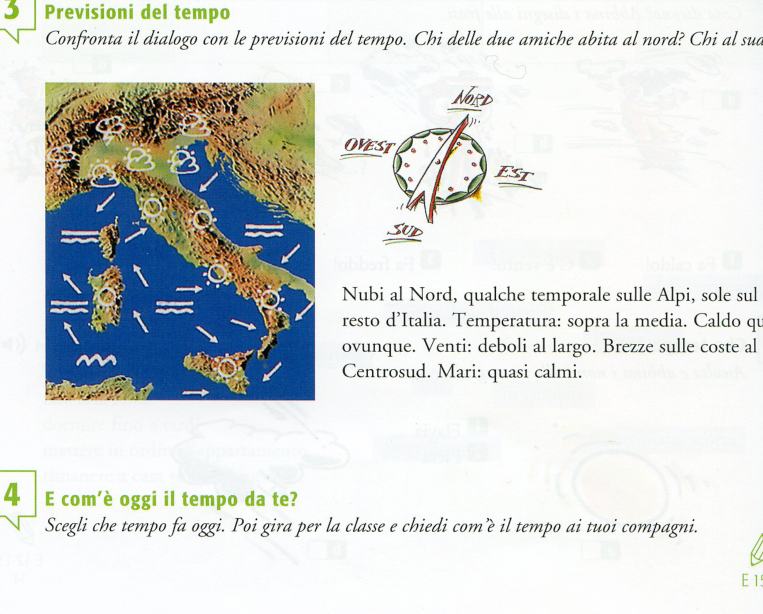 3 Previsioni del tempo
Confronta il dialogo con le previsioni del tempo. Chi delle due amiche abita al nord? Chi al sud
NORD
OVEST
EST
SUD
Nubi al Nord, qualche temporale sulle Alpi, sole sul
resto d'Italia. Temperatura: sopra la media. Caldo qu
ovunque. Venti: deboli al largo. Brezze sulle coste al
Centrosud. Mari: quasi calmi.
4 E com'è oggi il tempo da te?
Scegli che tempo fa oggi. Poi gira per la classe e chiedi com'è il tempo ai tuoi compagni.
E 15